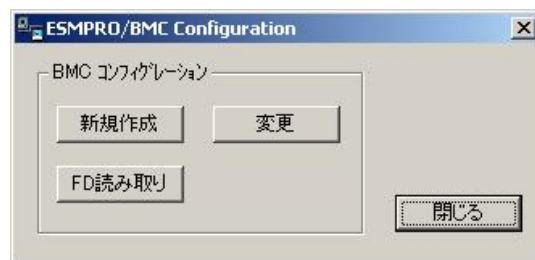 ESMPRO/BMC Configuration
BMC コンフィグレーション
新規作成
変更
FD読み取り
閉じる